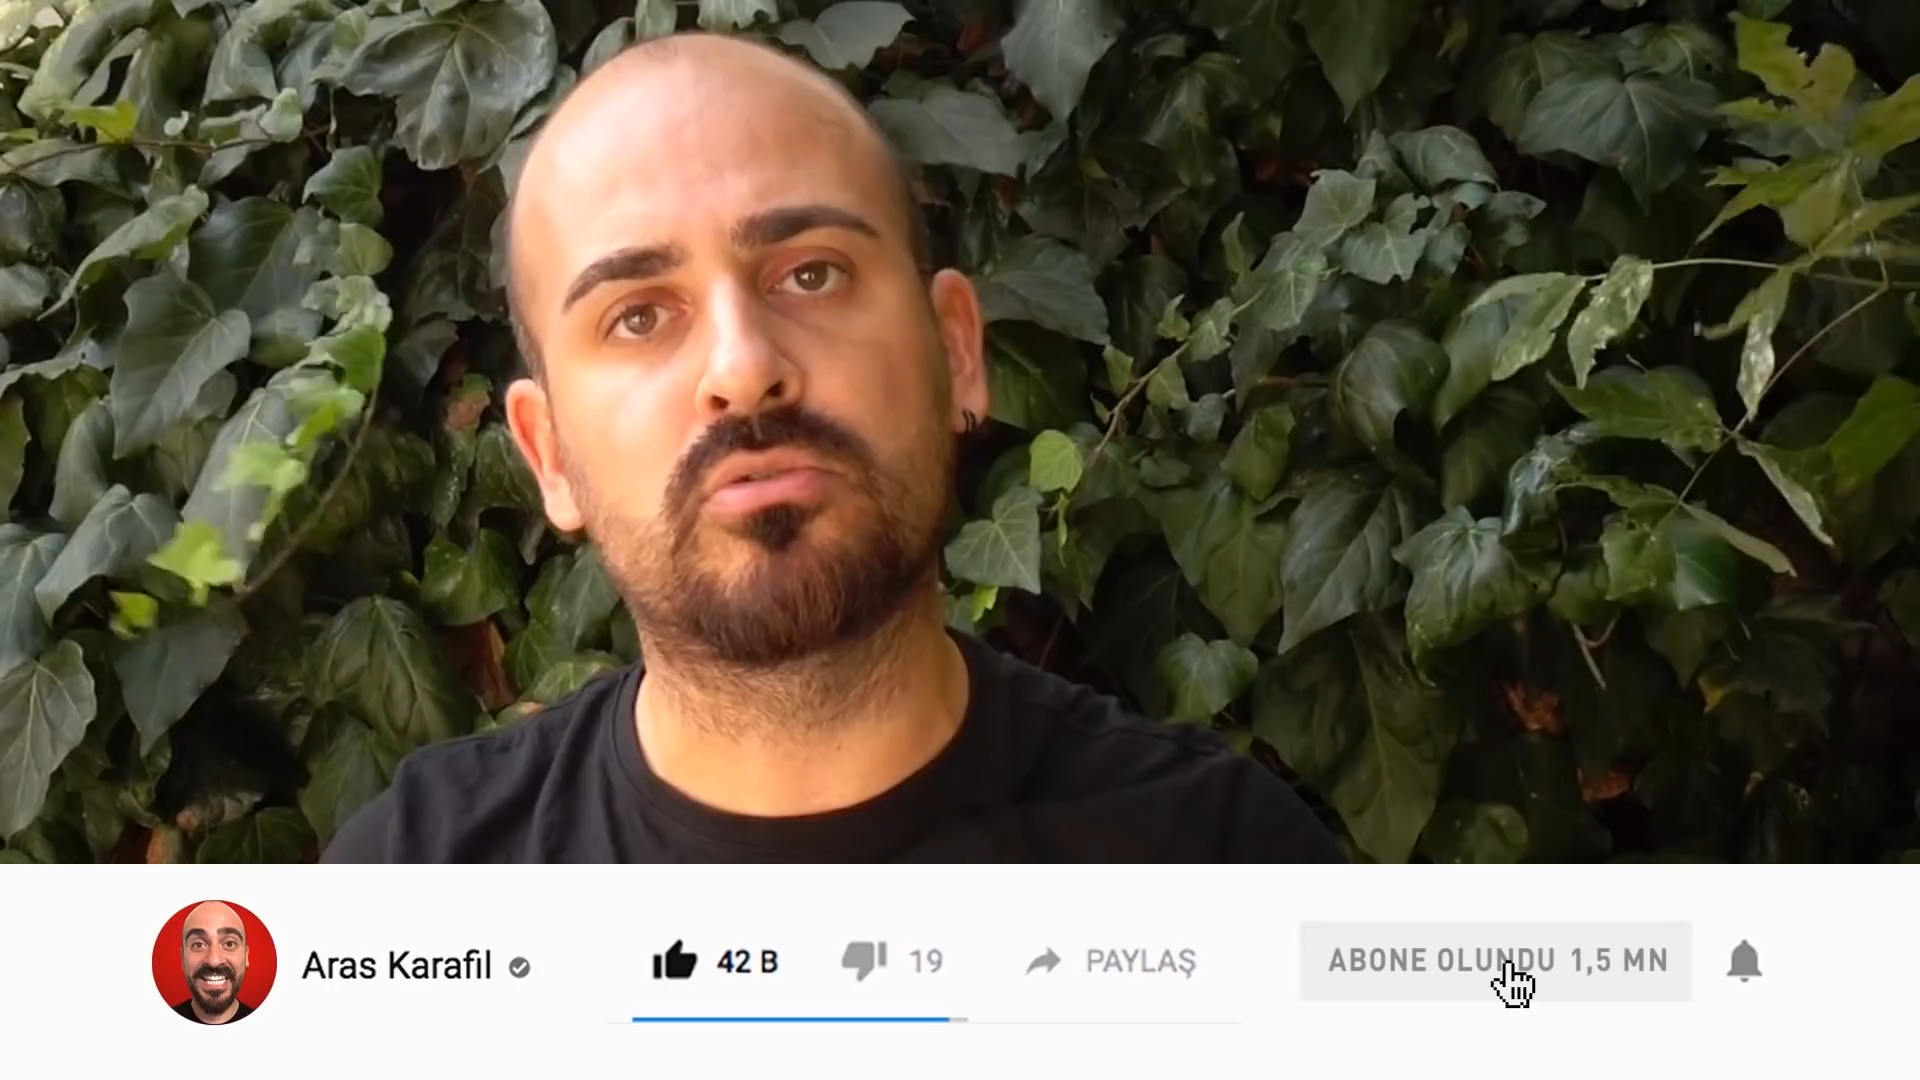 Aras Karafil
42 B
19
PAYLAŞ
ABONE OLUNDU 1,5 MN